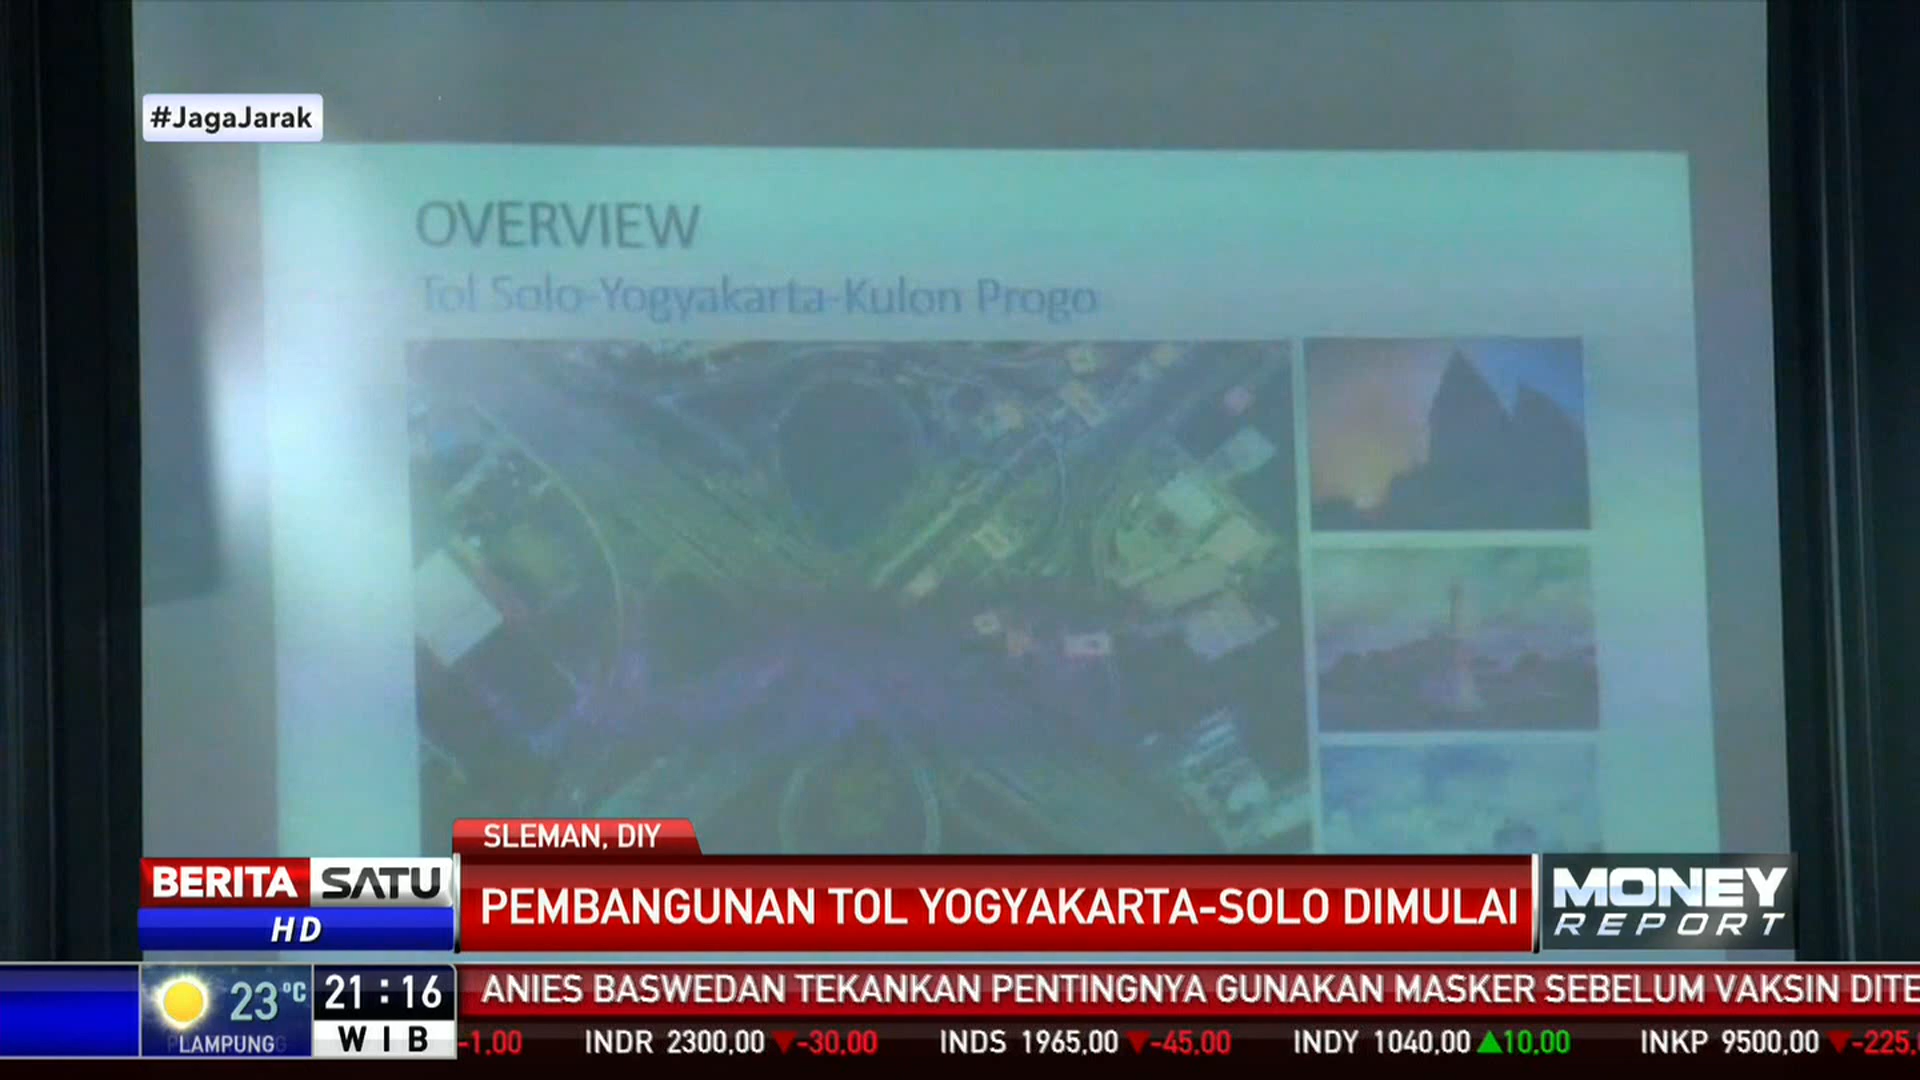 #JagaJarak
OVERVIEW
Tol Solo-Yogyakarta-Kulon Progo
SLEMAN, DIY
BERITA SATU
HD
PEMBANGUNAN TOL YOGYAKARTA-SOLO DIMULAI
MONEY
REPORT
23°C
LAMPUNG
21:16
WIB
ANIES BASWEDAN TEKANKAN PENTINGNYA GUNAKAN MASKER SEBELUM VAKSIN DITE
-1.00 INDR 2300,00 ▼-30,00 INDS 1965,00 ▼-45.00 INDY 1040,00 ▲10,00 INKP 9500,00 ▼-225,